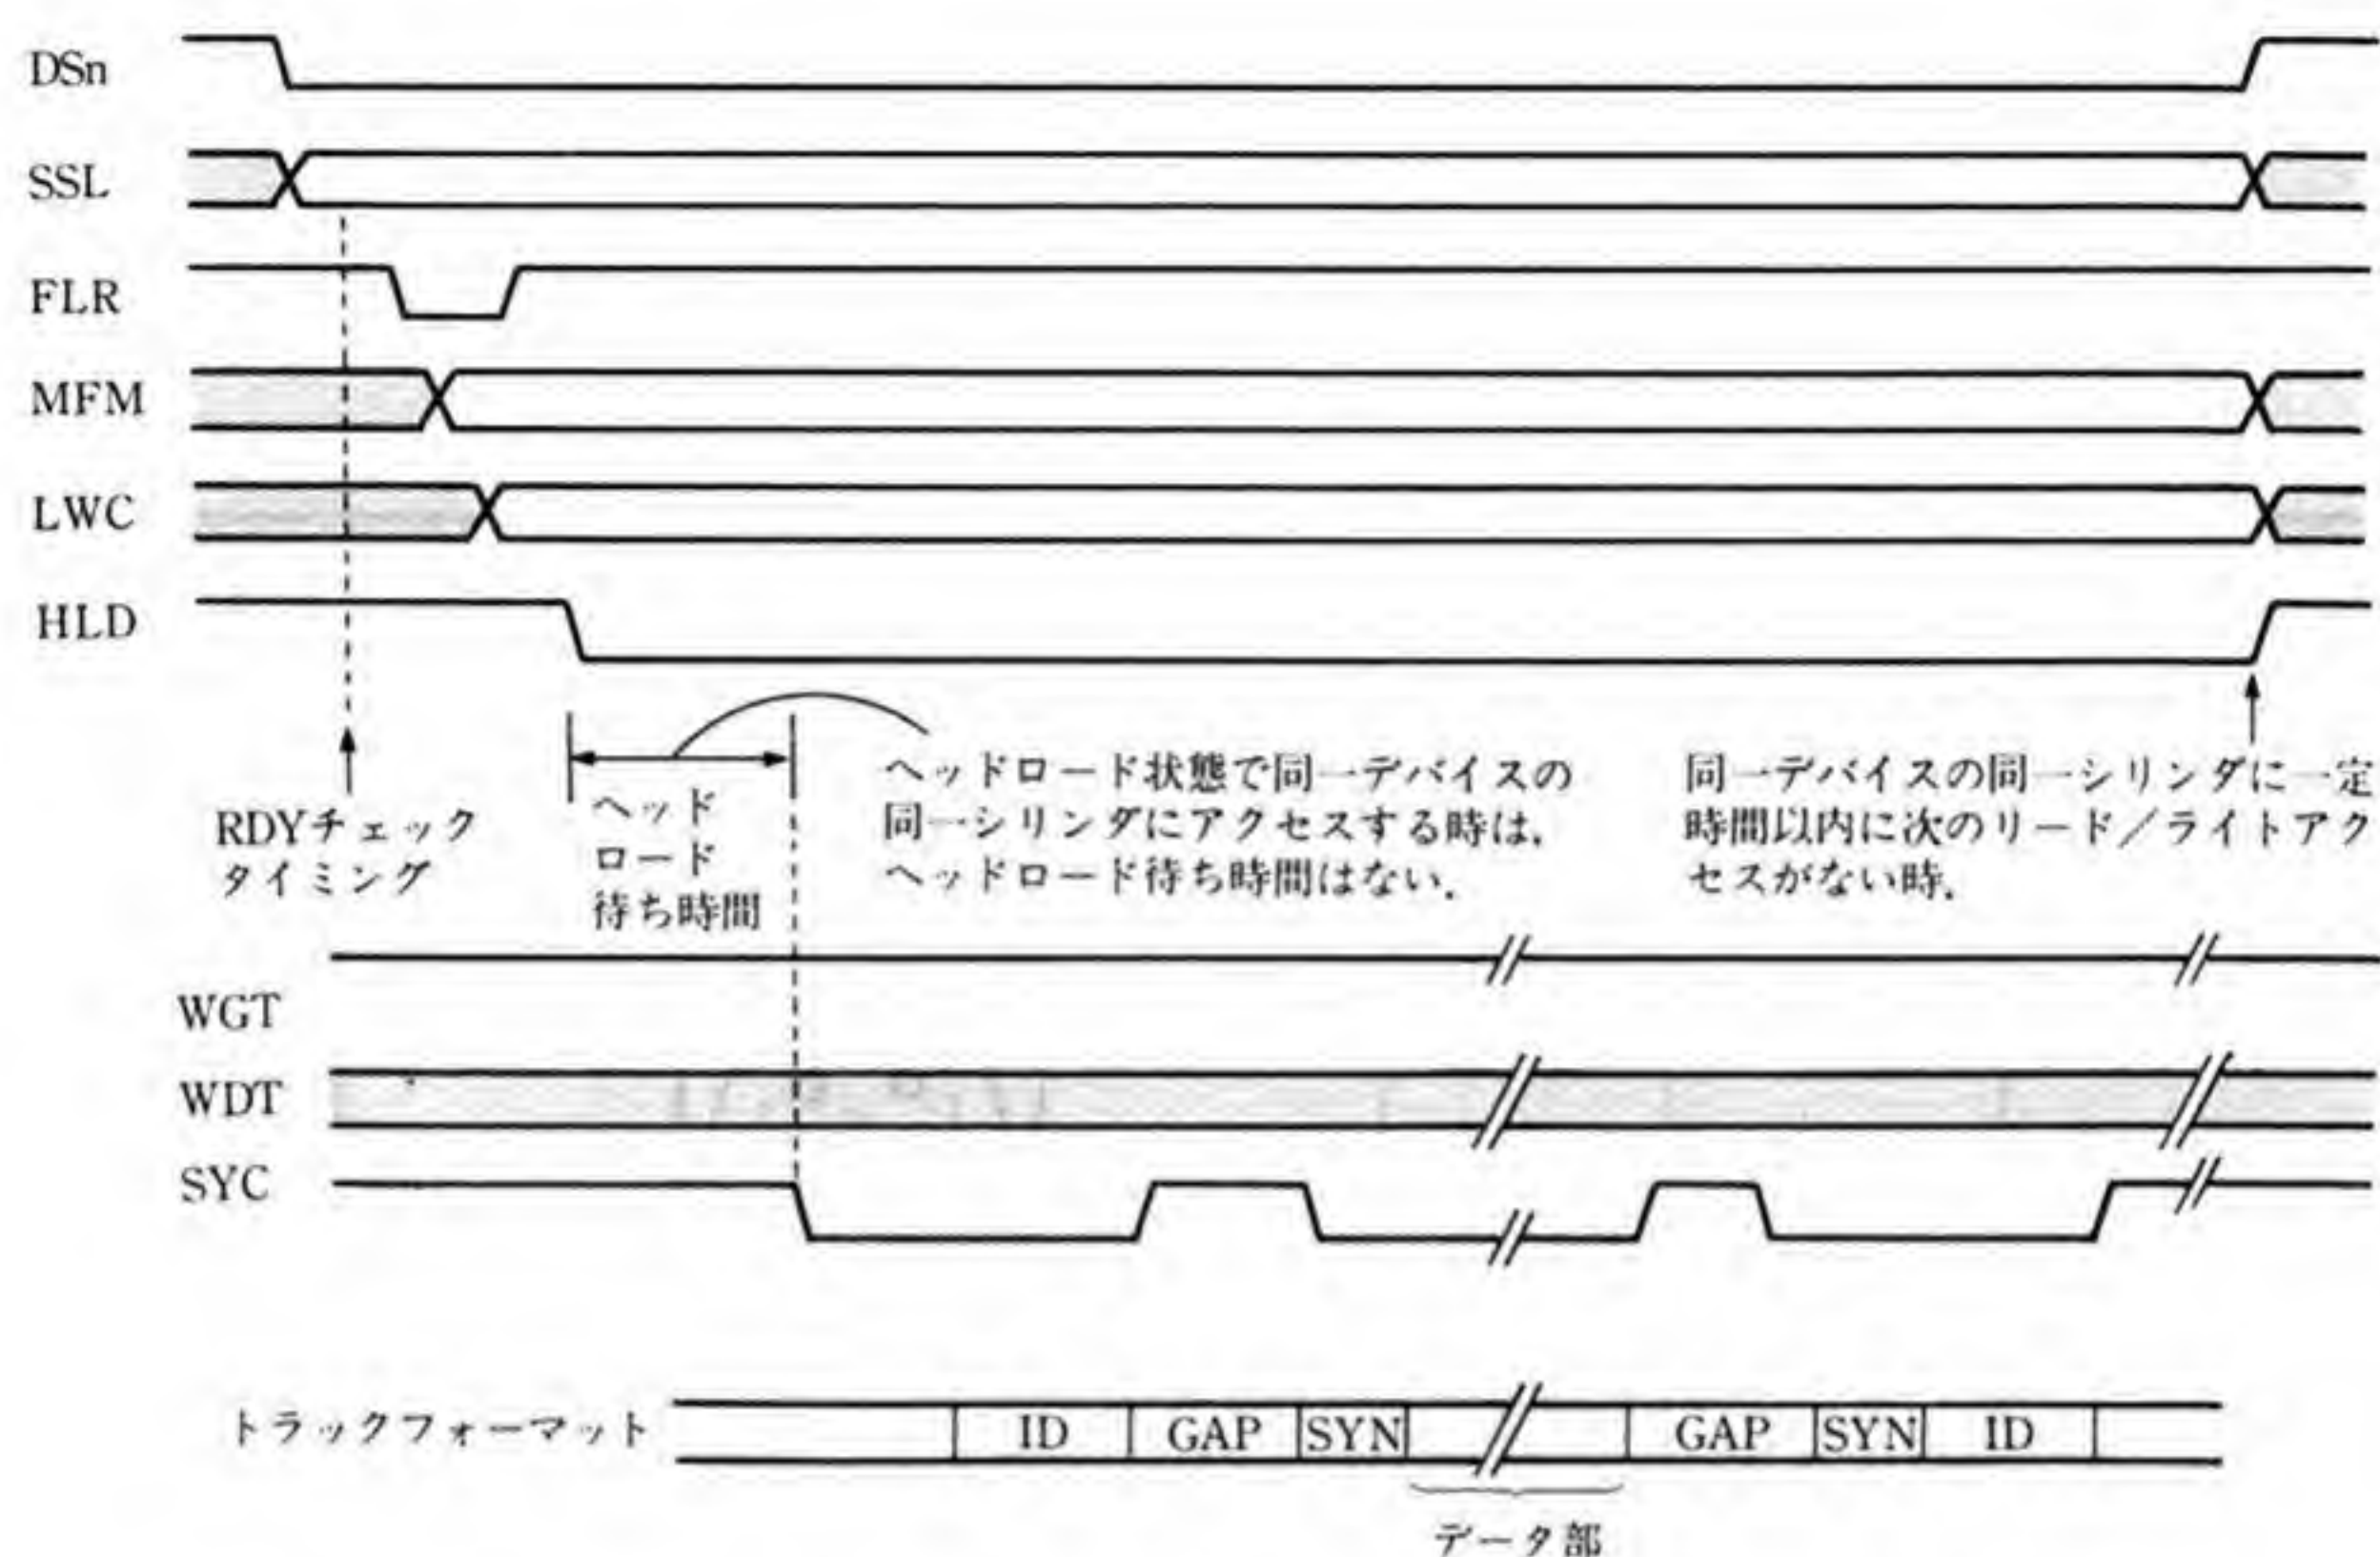 DSn
SSL
FLR
MFM
LWC
HLD
RDYチェック
タイミング
ヘッド
ロード
待ち時間
ヘッドロード状態で同一デバイスの
同一シリンダにアクセスする時は,
ヘッドロード待ち時間はない.
同一デバイスの同一シリンダに一定
時間以内に次のリード/ライトアク
セスがない時.
WGT
WDT
SYC
トラックフォーマット
ID
GAP
SYN
GAP
SYN
ID
データ部